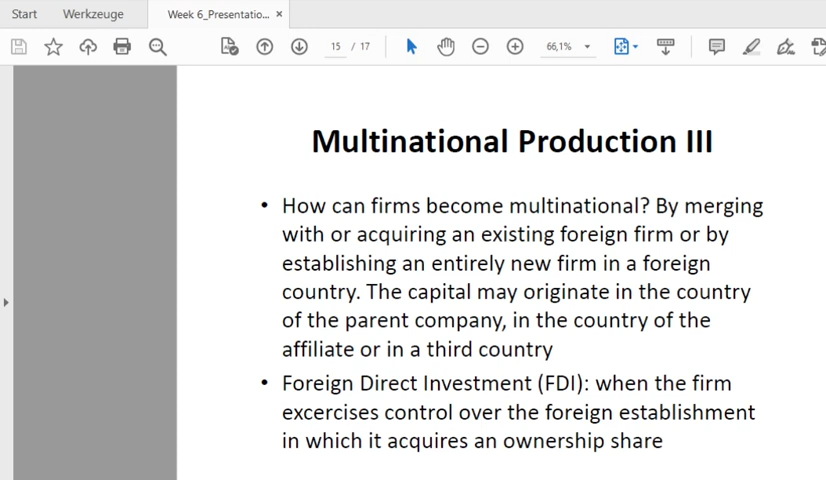 Start Werkzeuge Week 6_Presentatio... ×
15 / 17 66,1%
Multinational Production III
• How can firms become multinational? By merging
with or acquiring an existing foreign firm or by
establishing an entirely new firm in a foreign
country. The capital may originate in the country
of the parent company, in the country of the
affiliate or in a third country
• Foreign Direct Investment (FDI): when the firm
excercises control over the foreign establishment
in which it acquires an ownership share